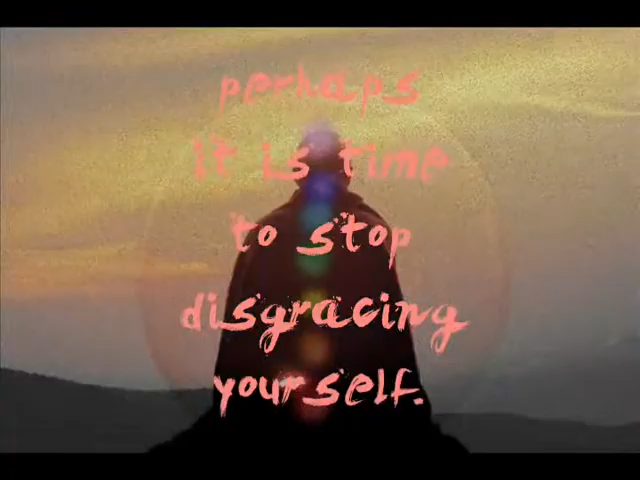 perhaps
it is time
to stop
disgracing
yourself.